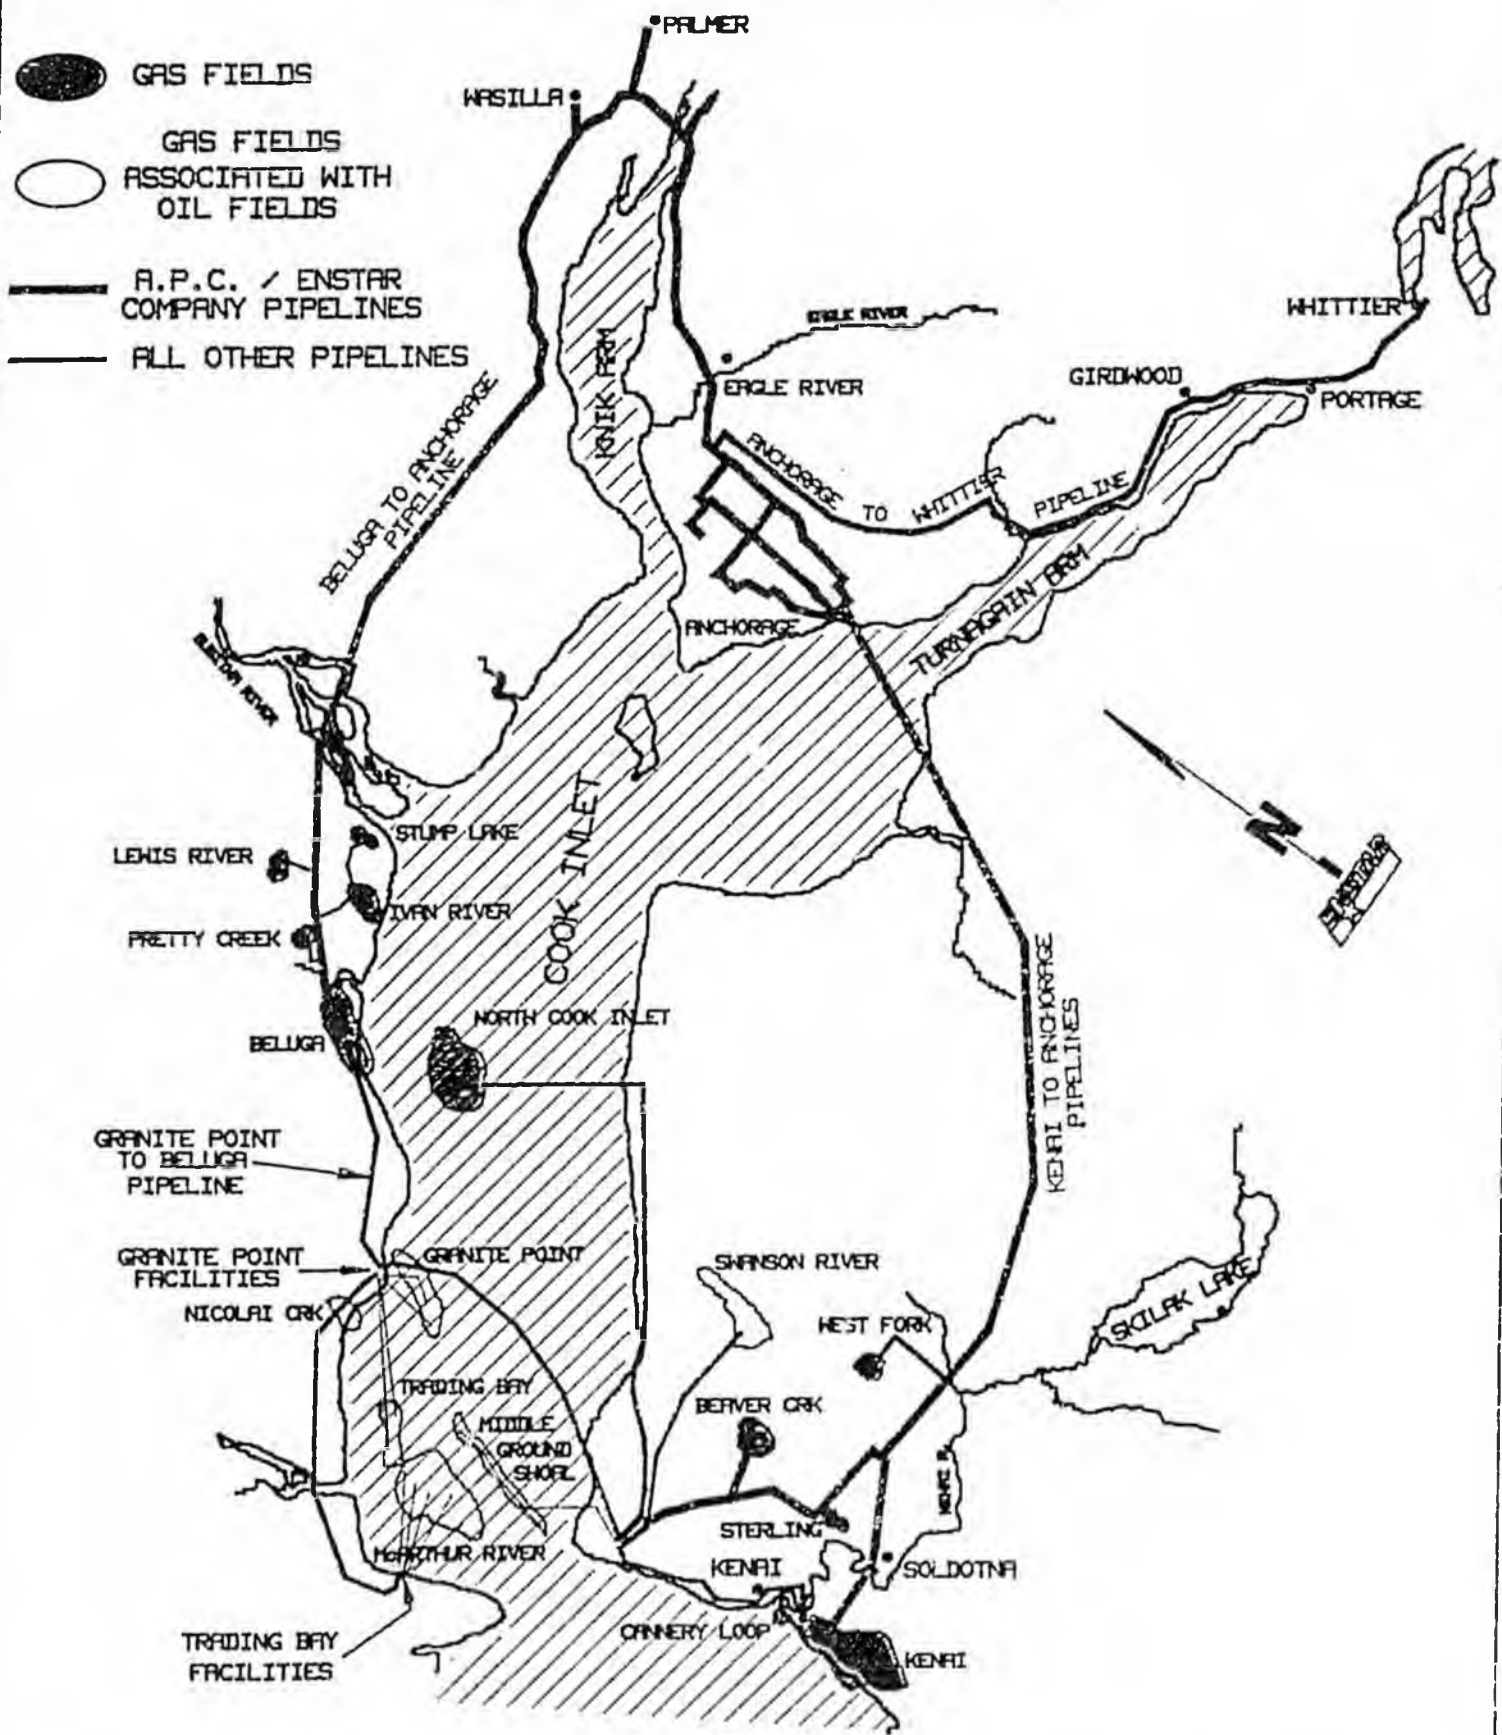 PALMER
GAS FIELDS
WASILLA
GAS FIELDS
ASSOCIATED WITH
OIL FIELDS
A.P.C. / ENSTAR
COMPANY PIPELINES
ALL OTHER PIPELINES
WHITTIER
EAGLE RIVER
KNIK ARM
EAGLE RIVER
GIRDWOOD
PORTAGE
BELUGA TO ANCHORAGE
PIPELINE
ANCHORAGE TO WHITTIER PIPELINE
TURNAGAIN ARM
ANCHORAGE
SUSITNA RIVER
N
COOK INLET
STUMP LAKE
LEWIS RIVER
IVAN RIVER
PRETTY CREEK
NORTH COOK INLET
BELUGA
KENAI TO ANCHORAGE
PIPELINES
GRANITE POINT
TO BELUGA
PIPELINE
GRANITE POINT
FACILITIES
GRANITE POINT
SWANSON RIVER
NICOLAI CRK
WEST FORK
SKILAK LAKE
TRADING BAY
BEAVER CRK
MIDDLE
GROUND
SHOAL
KENAI R.
STERLING
McARTHUR RIVER
KENAI
SOLDOTNA
CANNERY LOOP
TRADING BAY
FACILITIES
KENAI